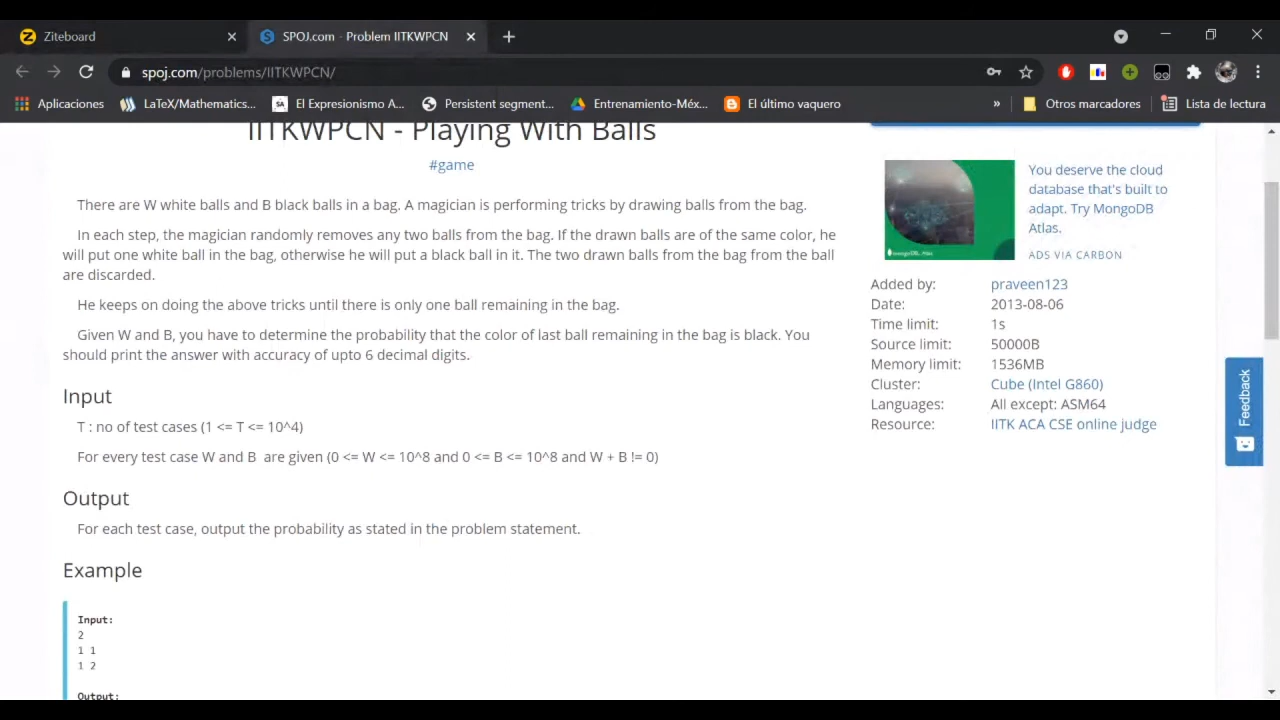 Ziteboard
SPOJ.com - Problem IITKWPCN
spoj.com/problems/IITKWPCN/
Aplicaciones
LaTeX/Mathematics...
El Expresionismo A...
Persistent segment...
Entrenamiento-Méx...
El último vaquero
»
Otros marcadores
Lista de lectura
IITKWPCN - Playing With Balls
#game
There are W white balls and B black balls in a bag. A magician is performing tricks by drawing balls from the bag.
In each step, the magician randomly removes any two balls from the bag. If the drawn balls are of the same color, he
will put one white ball in the bag, otherwise he will put a black ball in it. The two drawn balls from the bag from the ball
are discarded.
He keeps on doing the above tricks until there is only one ball remaining in the bag.
Given W and B, you have to determine the probability that the color of last ball remaining in the bag is black. You
should print the answer with accuracy of upto 6 decimal digits.
Input
T : no of test cases (1 <= T <= 10^4)
For every test case W and B are given (0 <= W <= 10^8 and 0 <= B <= 10^8 and W + B != 0)
Output
For each test case, output the probability as stated in the problem statement.
Example
Input:
2
1 1
1 2
Output:
You deserve the cloud
database that's built to
adapt. Try MongoDB
Atlas.
ADS VIA CARBON
Added by: praveen123
Date: 2013-08-06
Time limit: 1s
Source limit: 50000B
Memory limit: 1536MB
Cluster: Cube (Intel G860)
Languages: All except: ASM64
Resource: IITK ACA CSE online judge
Feedback